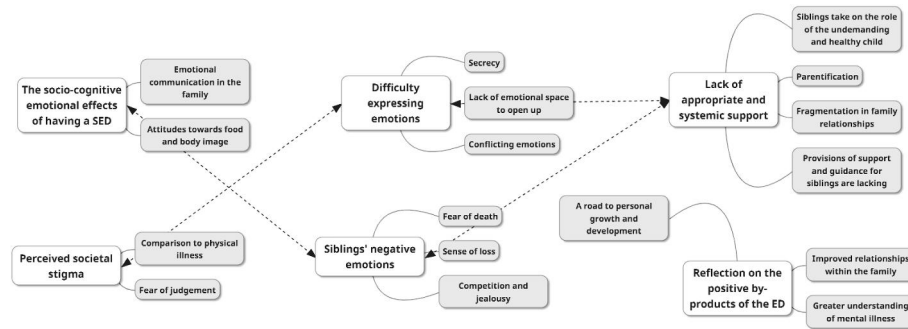 The socio-cognitive
emotional effects
of having a SED
Emotional
communication in the
family
Attitudes towards food
and body image
Perceived societal
stigma
Comparison to physical
illness
Fear of judgement
Difficulty
expressing
emotions
Secrecy
Lack of emotional space
to open up
Conflicting emotions
Siblings' negative
emotions
Fear of death
Sense of loss
Competition and
jealousy
Lack of
appropriate and
systemic support
Siblings take on the role
of the undemanding
and healthy child
Parentification
Fragmentation in family
relationships
Provisions of support
and guidance for
siblings are lacking
A road to personal
growth and
development
Reflection on the
positive by-
products of the ED
Improved relationships
within the family
Greater understanding
of mental illness